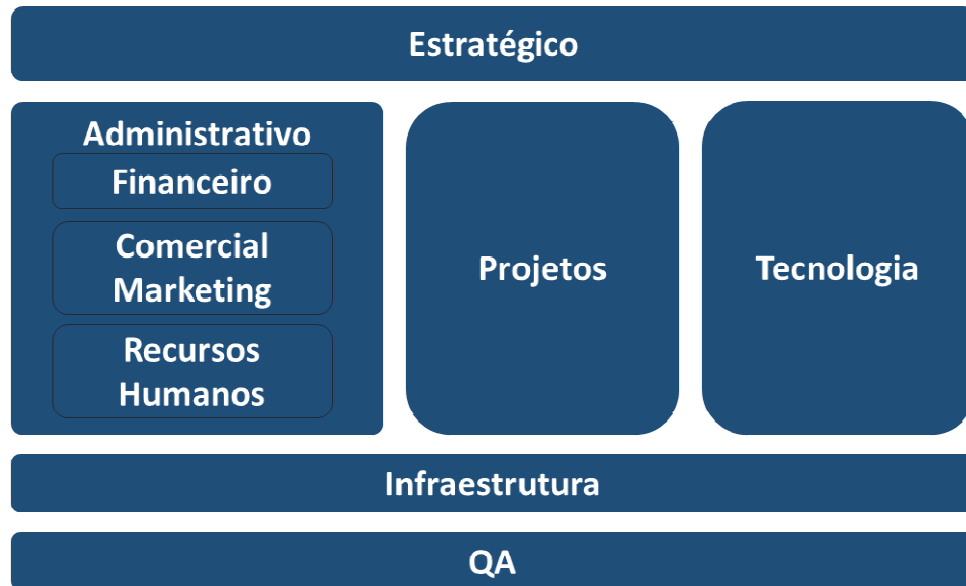 Estratégico
Administrativo
Financeiro
Comercial
Marketing
Recursos
Humanos
Projetos
Tecnologia
Infraestrutura
QA